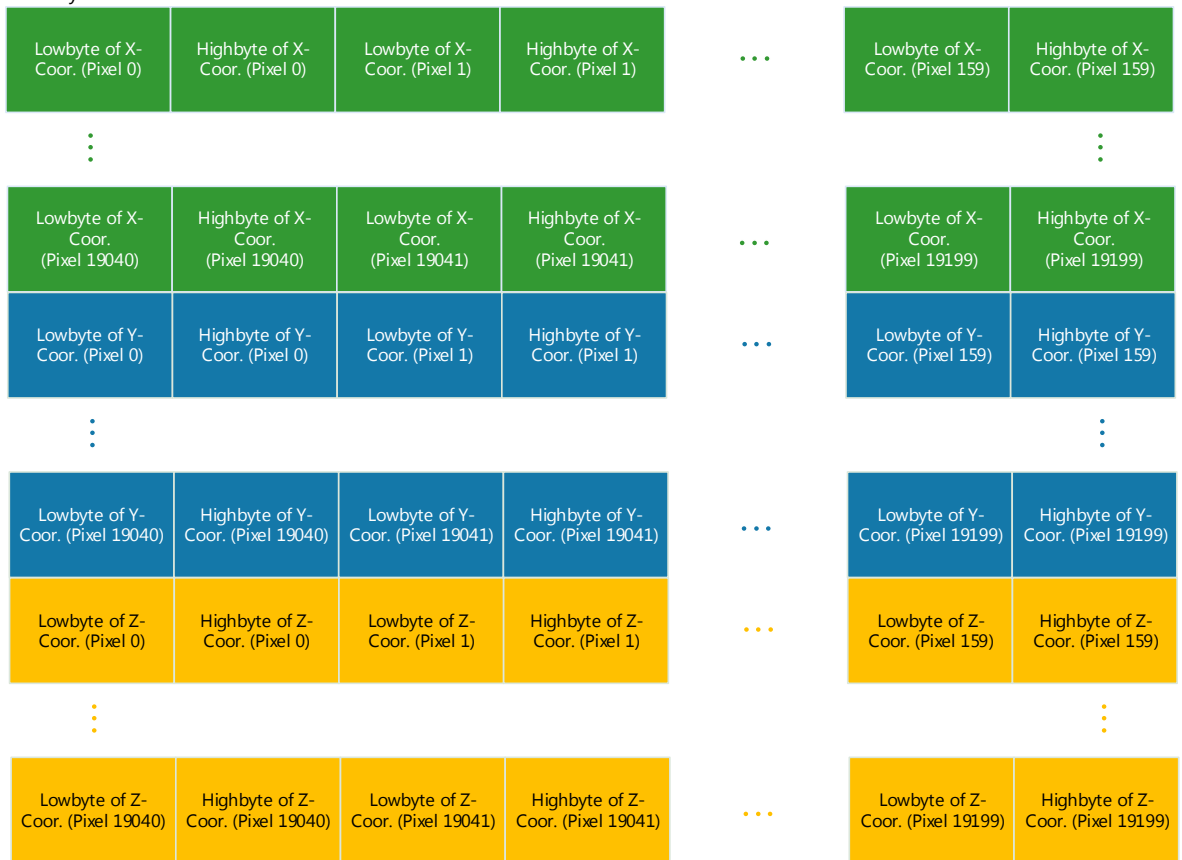 Lowbyte of X-
Coor. (Pixel 0)
Highbyte of X-
Coor. (Pixel 0)
Lowbyte of X-
Coor. (Pixel 1)
Highbyte of X-
Coor. (Pixel 1)
...
Lowbyte of X-
Coor. (Pixel 159)
Highbyte of X-
Coor. (Pixel 159)
Lowbyte of X-
Coor.
(Pixel 19040)
Highbyte of X-
Coor.
(Pixel 19040)
Lowbyte of X-
Coor.
(Pixel 19041)
Highbyte of X-
Coor.
(Pixel 19041)
...
Lowbyte of X-
Coor.
(Pixel 19199)
Highbyte of X-
Coor.
(Pixel 19199)
Lowbyte of Y-
Coor. (Pixel 0)
Highbyte of Y-
Coor. (Pixel 0)
Lowbyte of Y-
Coor. (Pixel 1)
Highbyte of Y-
Coor. (Pixel 1)
...
Lowbyte of Y-
Coor. (Pixel 159)
Highbyte of Y-
Coor. (Pixel 159)
Lowbyte of Y-
Coor. (Pixel 19040)
Highbyte of Y-
Coor. (Pixel 19040)
Lowbyte of Y-
Coor. (Pixel 19041)
Highbyte of Y-
Coor. (Pixel 19041)
...
Lowbyte of Y-
Coor. (Pixel 19199)
Highbyte of Y-
Coor. (Pixel 19199)
Lowbyte of Z-
Coor. (Pixel 0)
Highbyte of Z-
Coor. (Pixel 0)
Lowbyte of Z-
Coor. (Pixel 1)
Highbyte of Z-
Coor. (Pixel 1)
...
Lowbyte of Z-
Coor. (Pixel 159)
Highbyte of Z-
Coor. (Pixel 159)
Lowbyte of Z-
Coor. (Pixel 19040)
Highbyte of Z-
Coor. (Pixel 19040)
Lowbyte of Z-
Coor. (Pixel 19041)
Highbyte of Z-
Coor. (Pixel 19041)
...
Lowbyte of Z-
Coor. (Pixel 19199)
Highbyte of Z-
Coor. (Pixel 19199)